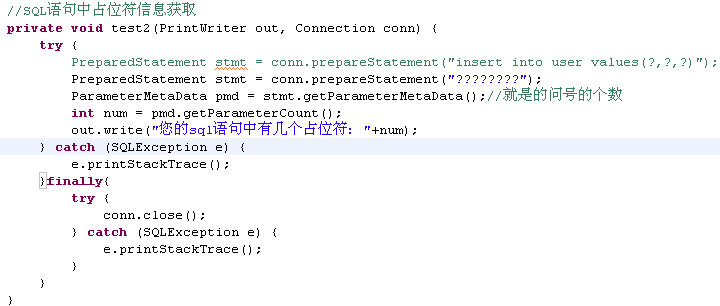 //SQL语句中占位符信息获取
private void test2(PrintWriter out, Connection conn) {
try {
PreparedStatement stmt = conn.prepareStatement("insert into user values(?,?,?)");
PreparedStatement stmt = conn.prepareStatement("????????");
ParameterMetaData pmd = stmt.getParameterMetaData();//就是的问号的个数
int num = pmd.getParameterCount();
out.write("您的sql语句中有几个占位符: "+num);
} catch (SQLException e) {
e.printStackTrace();
}finally{
try {
conn.close();
} catch (SQLException e) {
e.printStackTrace();
}
}
}